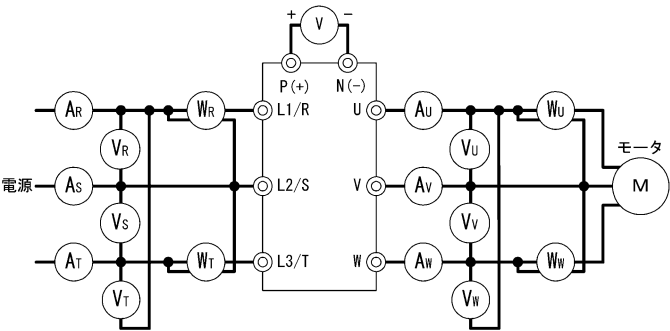 + V −
P(+) N(−)
AR WR L1/R U AU WU
VR VU
モータ
電源 AS L2/S V AV M
VS VV
AT WT L3/T W AW WW
VT VW